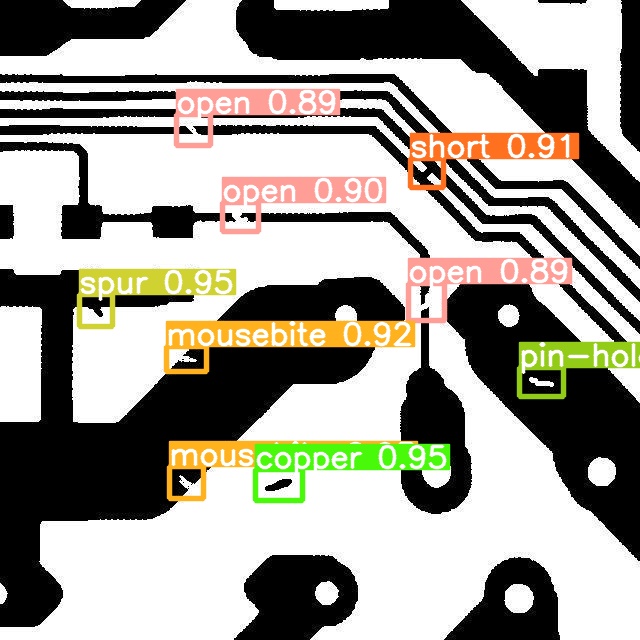 open 0.89
short 0.91
open 0.90
open 0.89
spur 0.95
mousebite 0.92
pin-hol
mous
copper 0.95